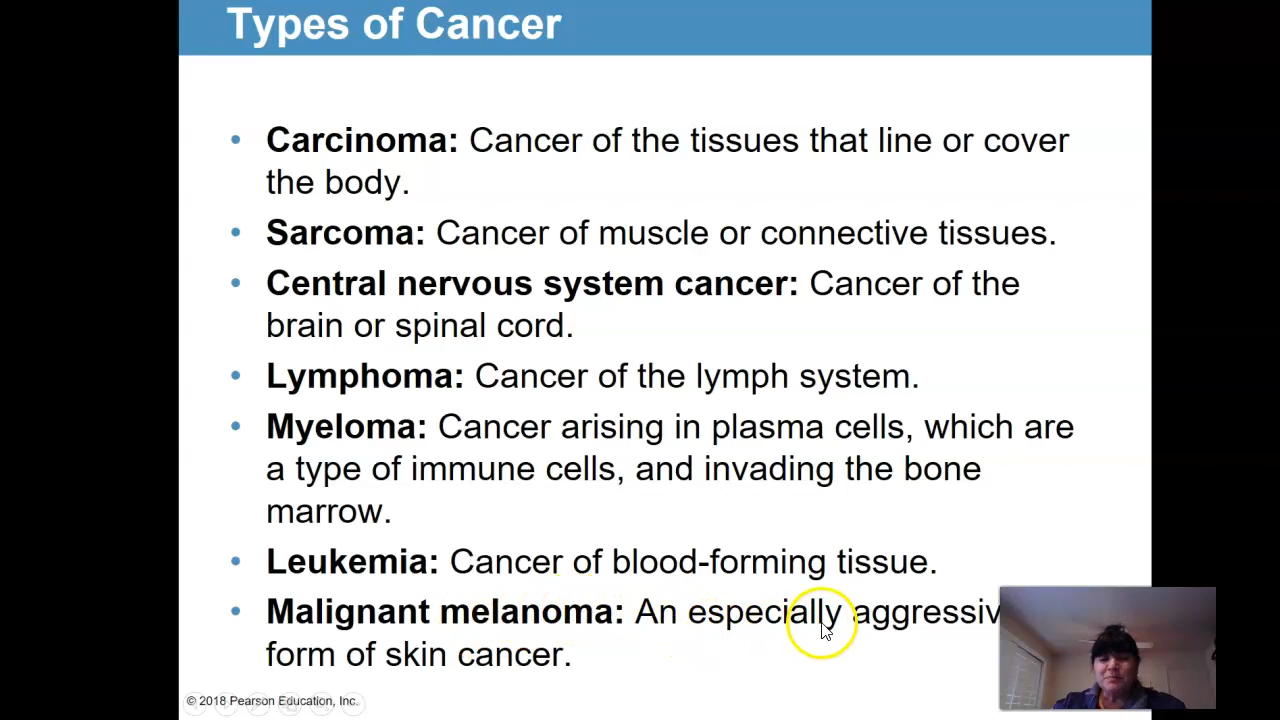 Types of Cancer
• Carcinoma: Cancer of the tissues that line or cover
the body.
• Sarcoma: Cancer of muscle or connective tissues.
• Central nervous system cancer: Cancer of the
brain or spinal cord.
• Lymphoma: Cancer of the lymph system.
• Myeloma: Cancer arising in plasma cells, which are
a type of immune cells, and invading the bone
marrow.
• Leukemia: Cancer of blood-forming tissue.
• Malignant melanoma: An especially aggressiv
form of skin cancer.
© 2018 Pearson Education, Inc.